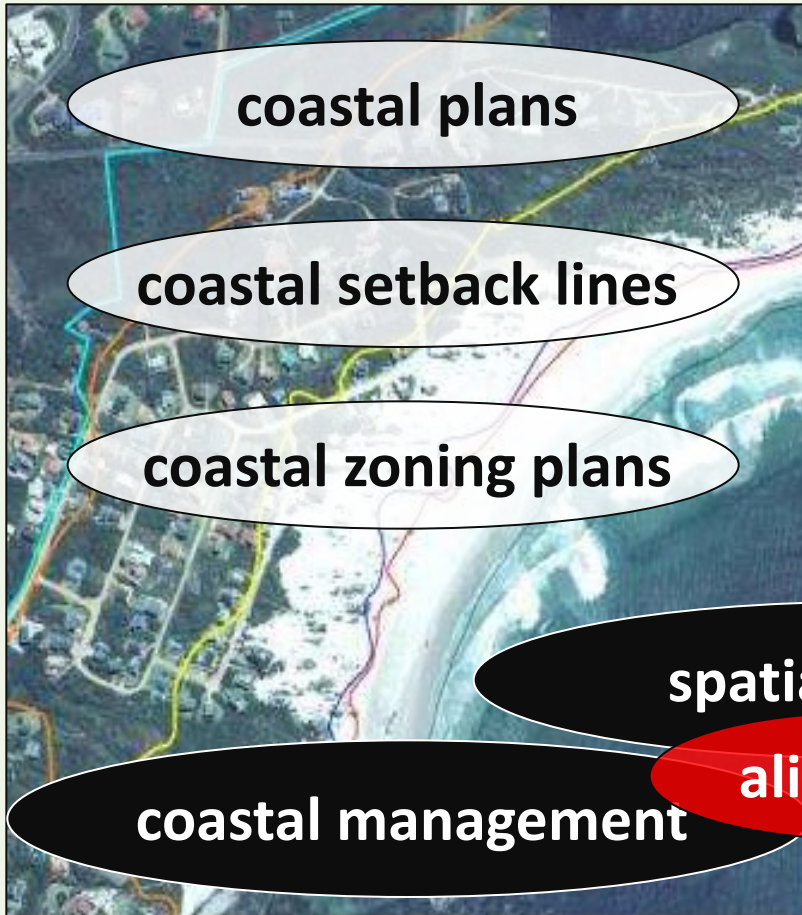 coastal plans
coastal setback lines
coastal zoning plans
coastal management